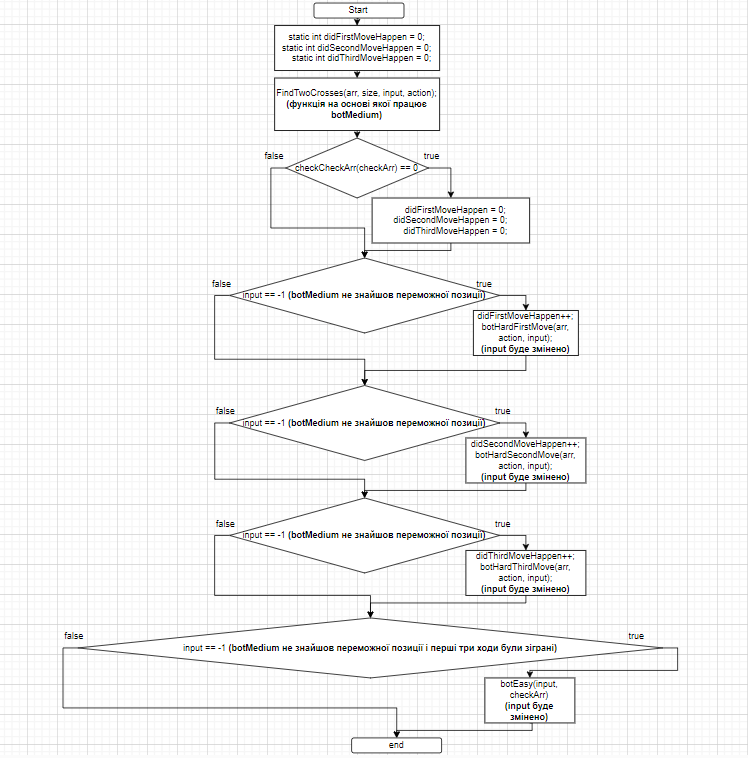 Start
static int didFirstMoveHappen = 0;
static int didSecondMoveHappen = 0;
static int didThirdMoveHappen = 0;
FindTwoCrosses(arr, size, input, action);
(функція на основі якої працює
botMedium)
false
true
checkCheckArr(checkArr) == 0
didFirstMoveHappen = 0;
didSecondMoveHappen = 0;
didThirdMoveHappen = 0;
false
true
input == -1 (botMedium не знайшов переможної позиції)
didFirstMoveHappen++;
botHardFirstMove(arr,
action, input);
(input буде змінено)
false
true
input == -1 (botMedium не знайшов переможної позиції)
didSecondMoveHappen++;
botHardSecondMove(arr,
action, input);
(input буде змінено)
false
true
input == -1 (botMedium не знайшов переможної позиції)
didThirdMoveHappen++;
botHardThirdMove(arr,
action, input);
(input буде змінено)
false
true
input == -1 (botMedium не знайшов переможної позиції і перші три ходи були зіграні)
botEasy(input,
checkArr)
(input буде
змінено)
end